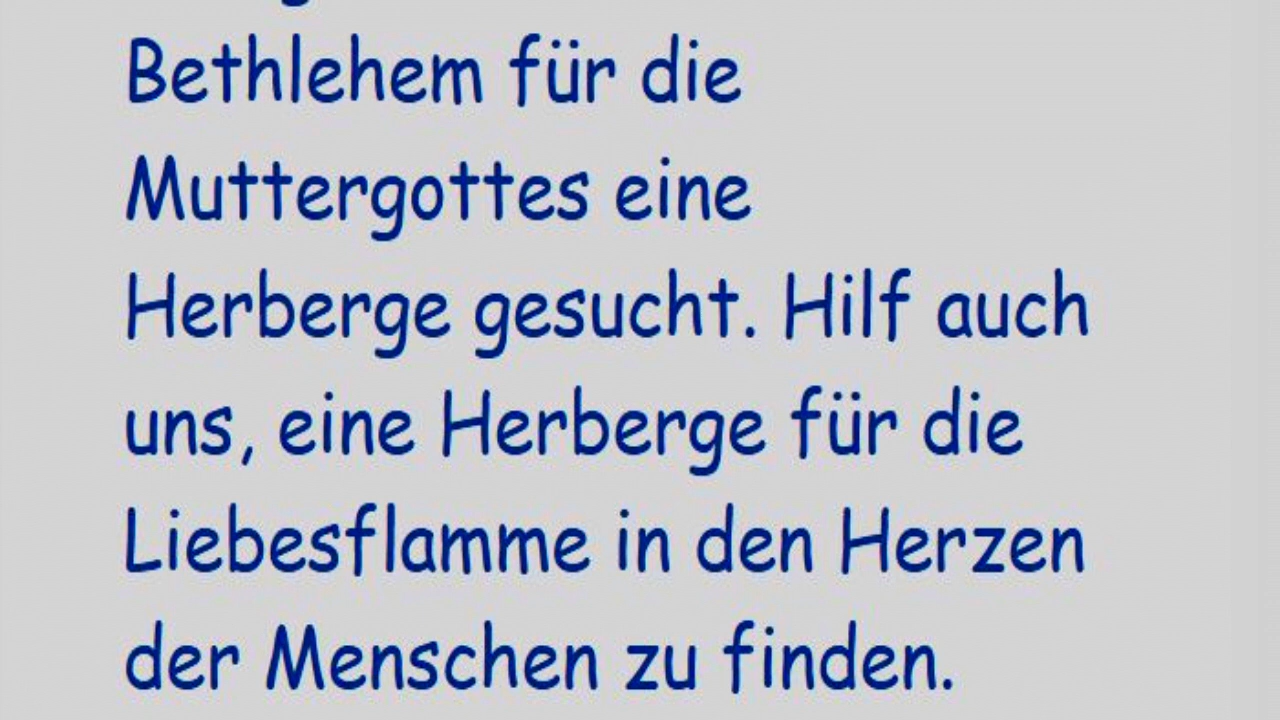 Bethlehem für die
Muttergottes eine
Herberge gesucht. Hilf auch
uns, eine Herberge für die
Liebesflamme in den Herzen
der Menschen zu finden.